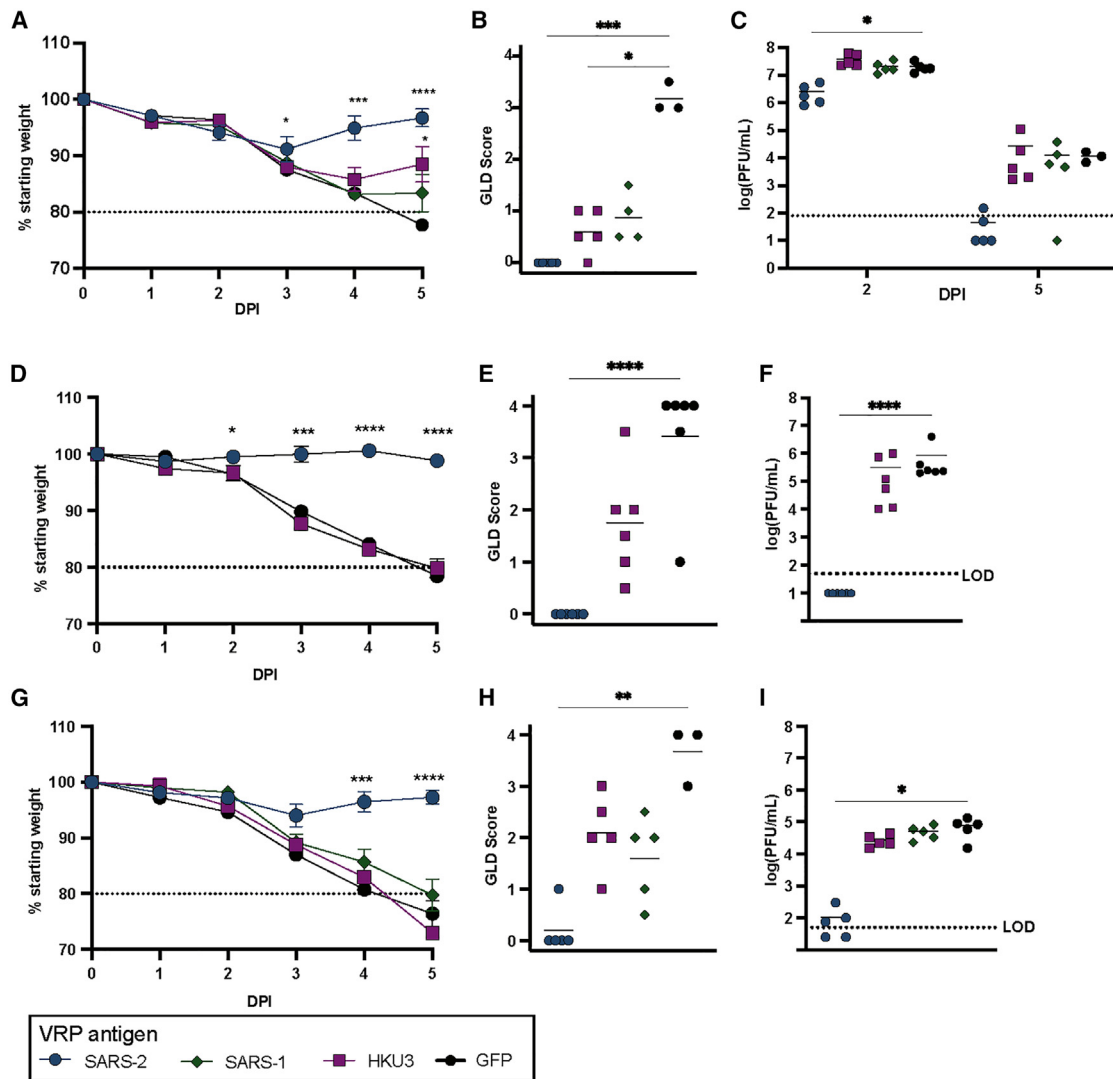 A
110
100
90
80
70
% starting weight
*
***
****
*
0 1 2 3 4 5
DPI
B
***
*
4
3
2
1
0
GLD Score
C
*
8
7
6
5
4
3
2
1
0
log(PFU/mL)
2 DPI 5
D
110
100
90
80
70
% starting weight
* *** **** ****
0 1 2 3 4 5
DPI
E
****
4
3
2
1
0
GLD Score
F
****
8
7
6
5
4
3
2
1
log(PFU/mL)
LOD
G
110
100
90
80
70
% starting weight
*** ****
0 1 2 3 4 5
DPI
H
**
4
3
2
1
0
GLD Score
I
*
8
7
6
5
4
3
2
1
log(PFU/mL)
LOD
VRP antigen
SARS-2 SARS-1 HKU3 GFP